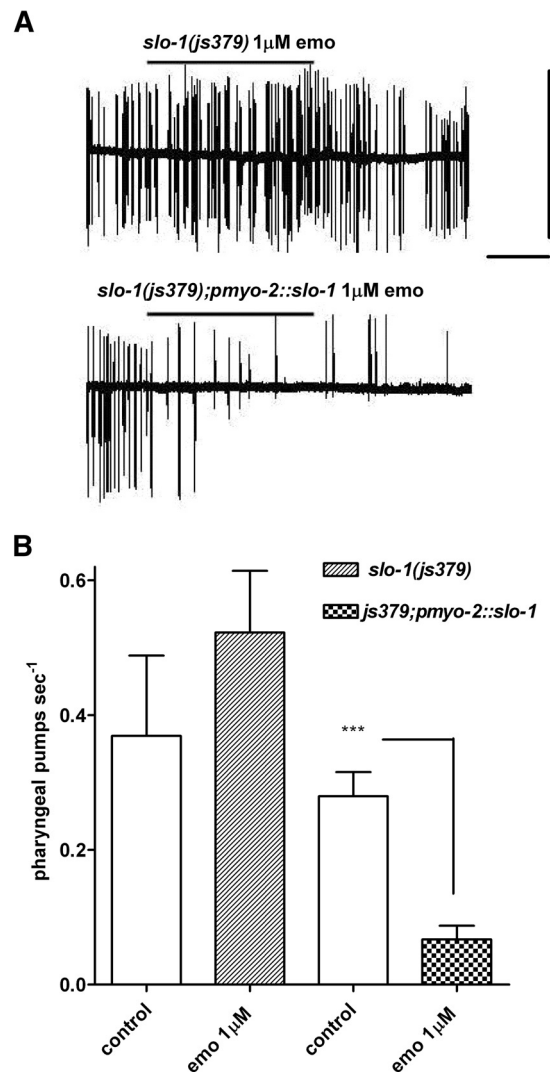 A
slo-1(js379) 1µM emo
slo-1(js379);pmyo-2::slo-1 1µM emo
B
slo-1(js379)
js379;pmyo-2::slo-1
pharyngeal pumps sec-1
0.6
0.4
0.2
0.0
***
control
emo 1µM
control
emo 1µM